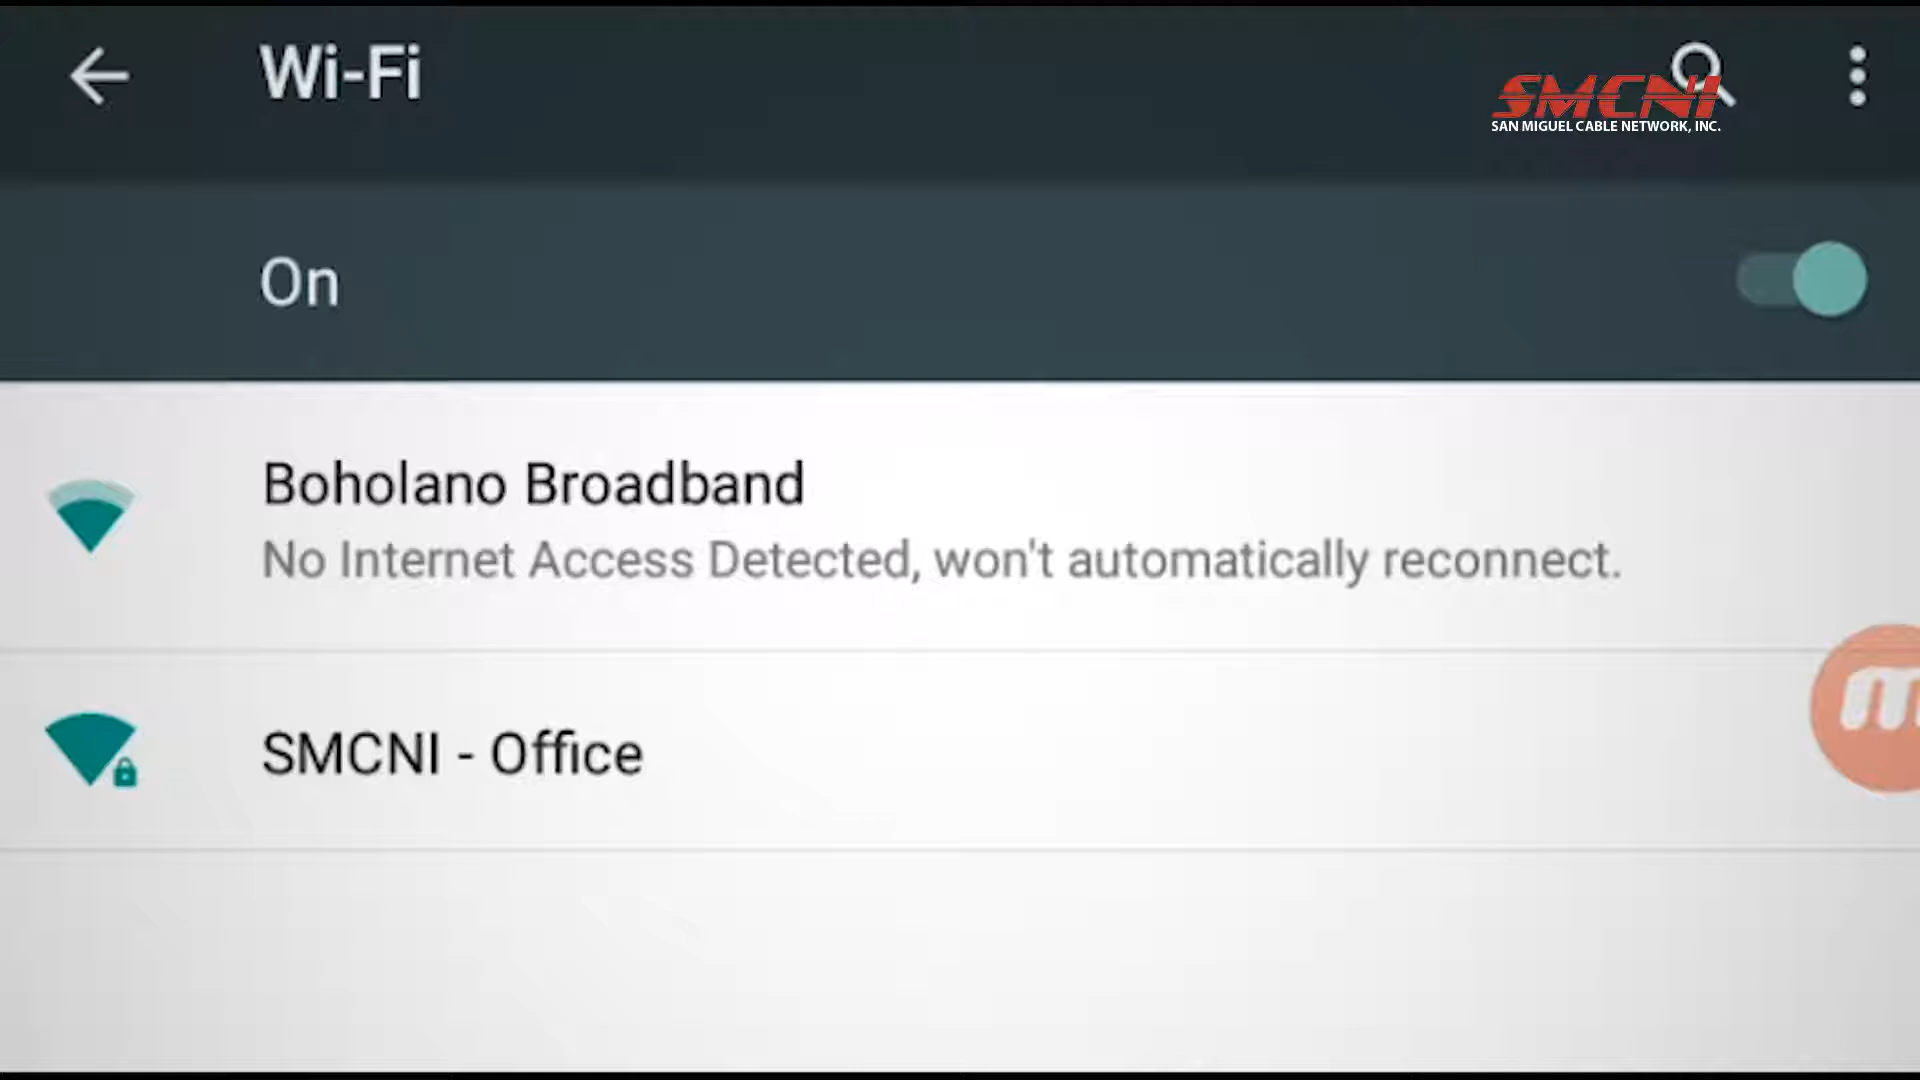 Wi-Fi
SMCNI
SAN MIGUEL CABLE NETWORK, INC.
On
Boholano Broadband
No Internet Access Detected, won't automatically reconnect.
SMCNI - Office
m